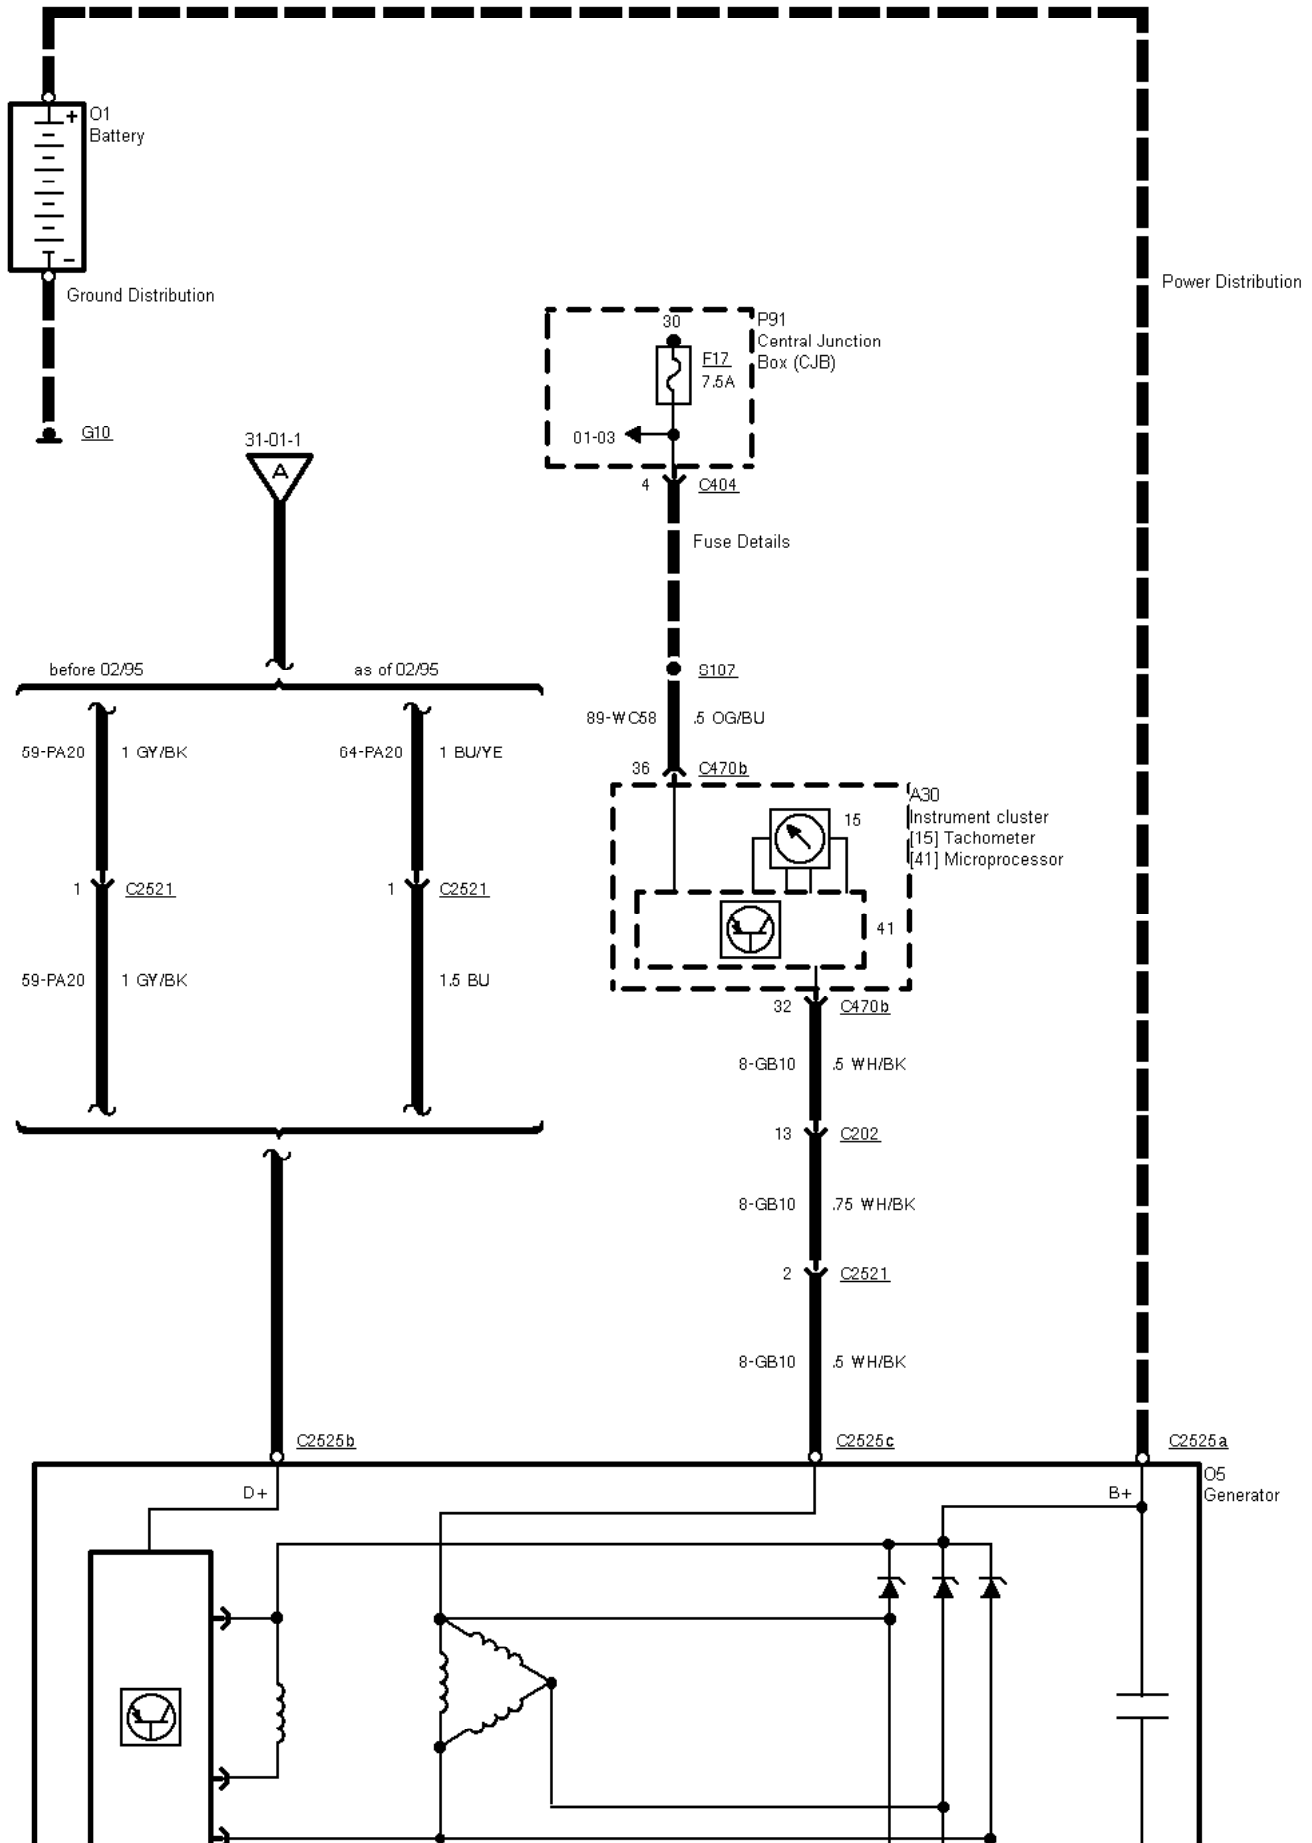 +
O1
Battery
−
Ground Distribution
Power Distribution
30
P91
Central Junction
Box (CJB)
F17
7.5A
01-03
G10
31-01-1
A
4
C404
Fuse Details
before 02/95
as of 02/95
S107
89-WC58
.5 OG/BU
59-PA20
1 GY/BK
64-PA20
1 BU/YE
36
C470b
A30
Instrument cluster
[15] Tachometer
[41] Microprocessor
15
1
C2521
1
C2521
41
59-PA20
1 GY/BK
1.5 BU
32
C470b
8-GB10
.5 WH/BK
13
C202
8-GB10
.75 WH/BK
2
C2521
8-GB10
.5 WH/BK
C2525b
C2525c
C2525a
O5
Generator
D+
B+